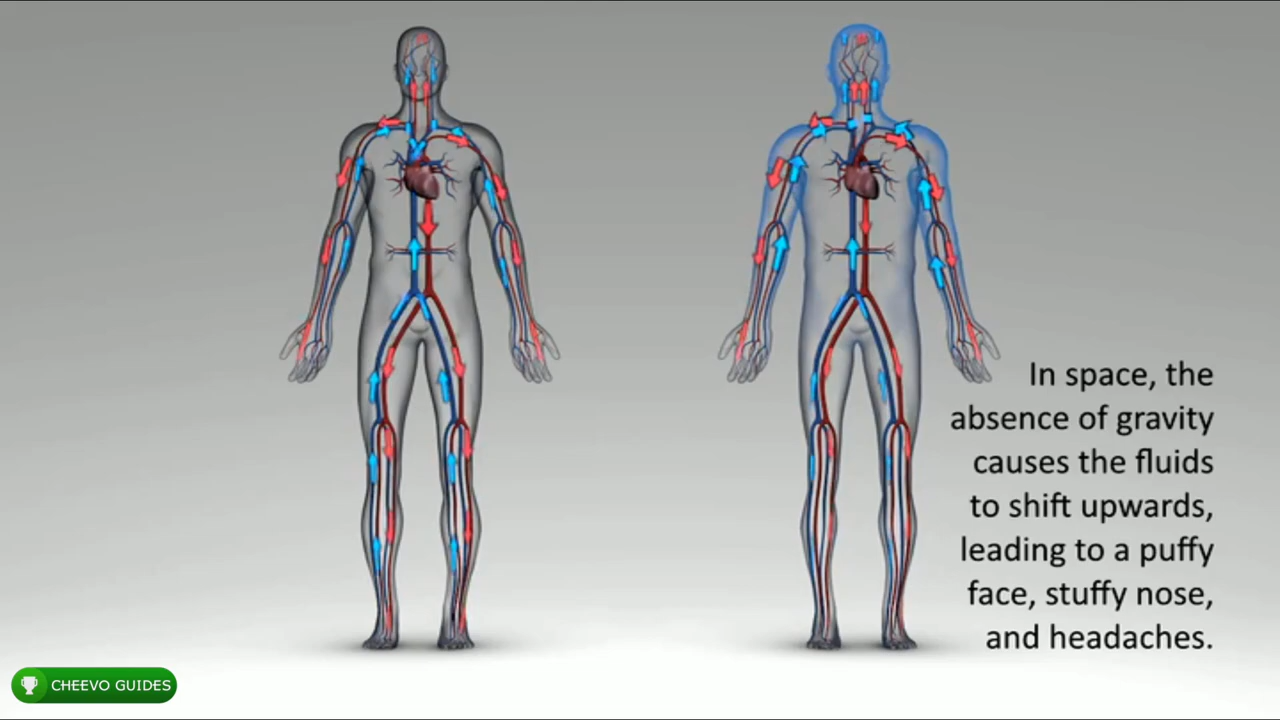 In space, the
absence of gravity
causes the fluids
to shift upwards,
leading to a puffy
face, stuffy nose,
and headaches.
CHEEVO GUIDES